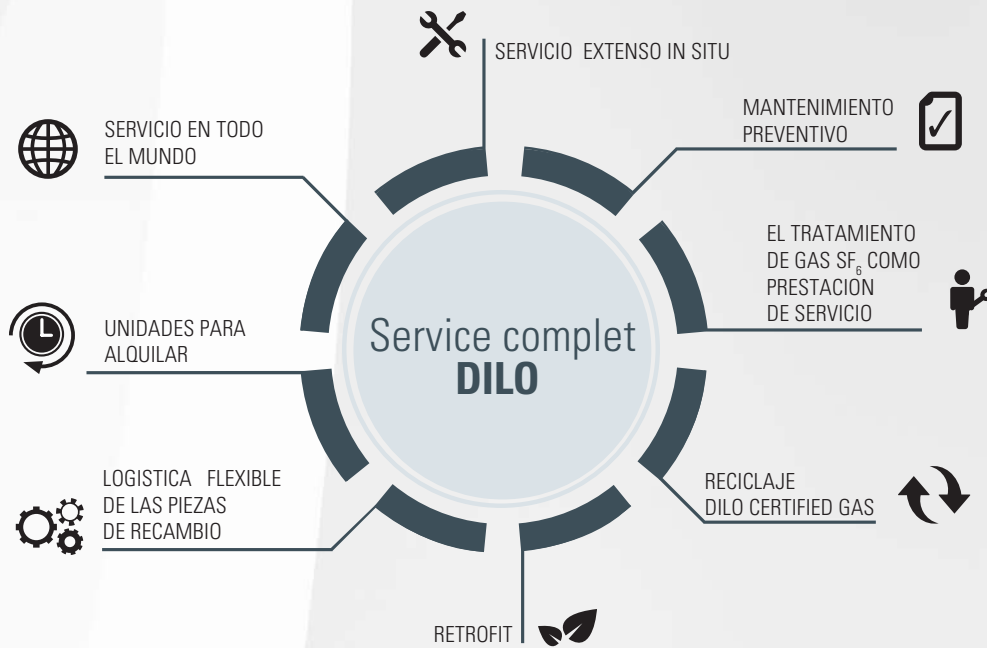 SERVICIO EXTENSO IN SITU
MANTENIMIENTO
PREVENTIVO
EL TRATAMIENTO
DE GAS SF₆ COMO
PRESTACION
DE SERVICIO
RECICLAJE
DILO CERTIFIED GAS
RETROFIT
LOGISTICA FLEXIBLE
DE LAS PIEZAS
DE RECAMBIO
UNIDADES PARA
ALQUILAR
SERVICIO EN TODO
EL MUNDO
Service complet
DILO